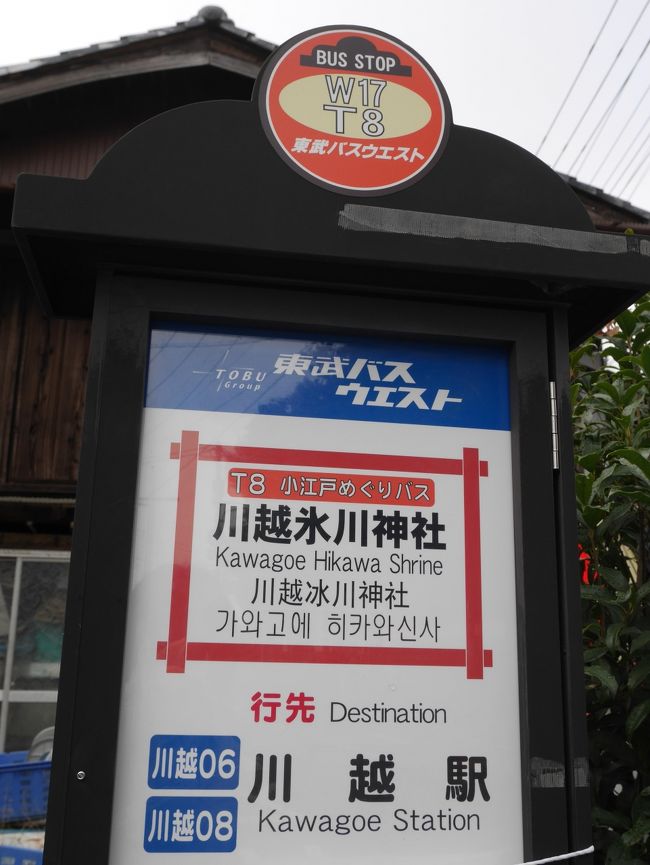 BUS STOP
W17
T8
東武バスウエスト
TOBU
Group
東武バス
ウエスト
T8 小江戸めぐりバス
川越氷川神社
Kawagoe Hikawa Shrine
川越冰川神社
가와고에 히카와신사
行先 Destination
川越06
川越08
川越駅
Kawagoe Station